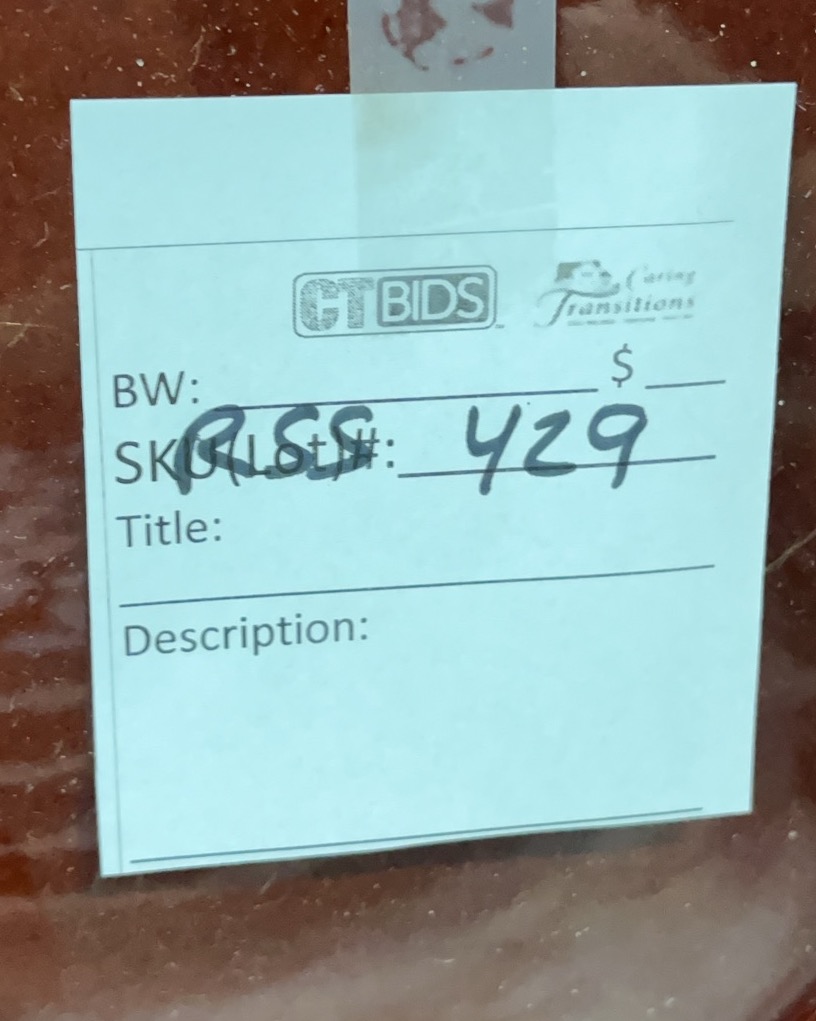 CTBIDS
Caring
Transitions
BW: $
SKU(Lot)#: RSS 429
Title:
Description: